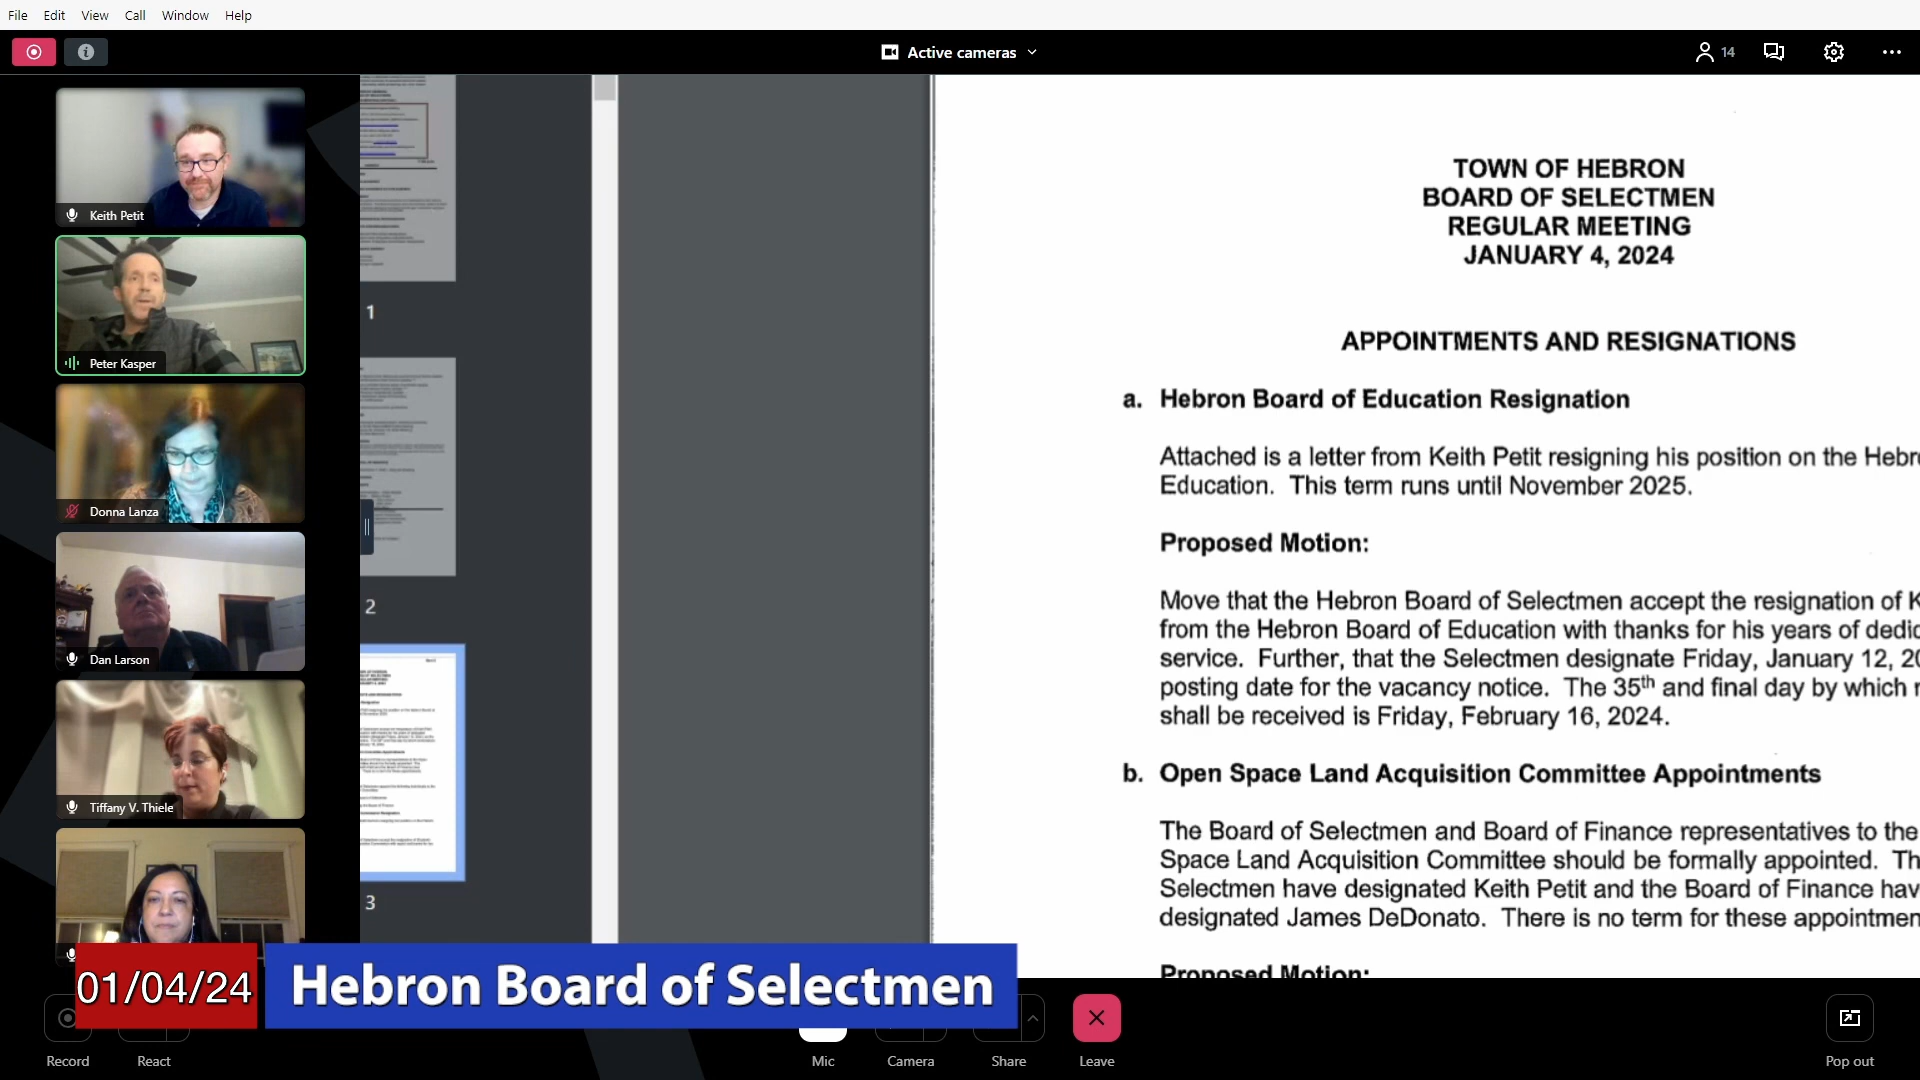 File Edit View Call Window Help
Active cameras
14
Keith Petit
Peter Kasper
Donna Lanza
Dan Larson
Tiffany V. Thiele
1
2
3
TOWN OF HEBRON
BOARD OF SELECTMEN
REGULAR MEETING
JANUARY 4, 2024
APPOINTMENTS AND RESIGNATIONS
a. Hebron Board of Education Resignation
Attached is a letter from Keith Petit resigning his position on the Hebr
Education. This term runs until November 2025.
Proposed Motion:
Move that the Hebron Board of Selectmen accept the resignation of K
from the Hebron Board of Education with thanks for his years of dedic
service. Further, that the Selectmen designate Friday, January 12, 20
posting date for the vacancy notice. The 35th and final day by which
shall be received is Friday, February 16, 2024.
b. Open Space Land Acquisition Committee Appointments
The Board of Selectmen and Board of Finance representatives to the
Space Land Acquisition Committee should be formally appointed. Th
Selectmen have designated Keith Petit and the Board of Finance hav
designated James DeDonato. There is no term for these appointmen
Proposed Motion:
01/04/24 Hebron Board of Selectmen
Record React Mic Camera Share Leave Pop out